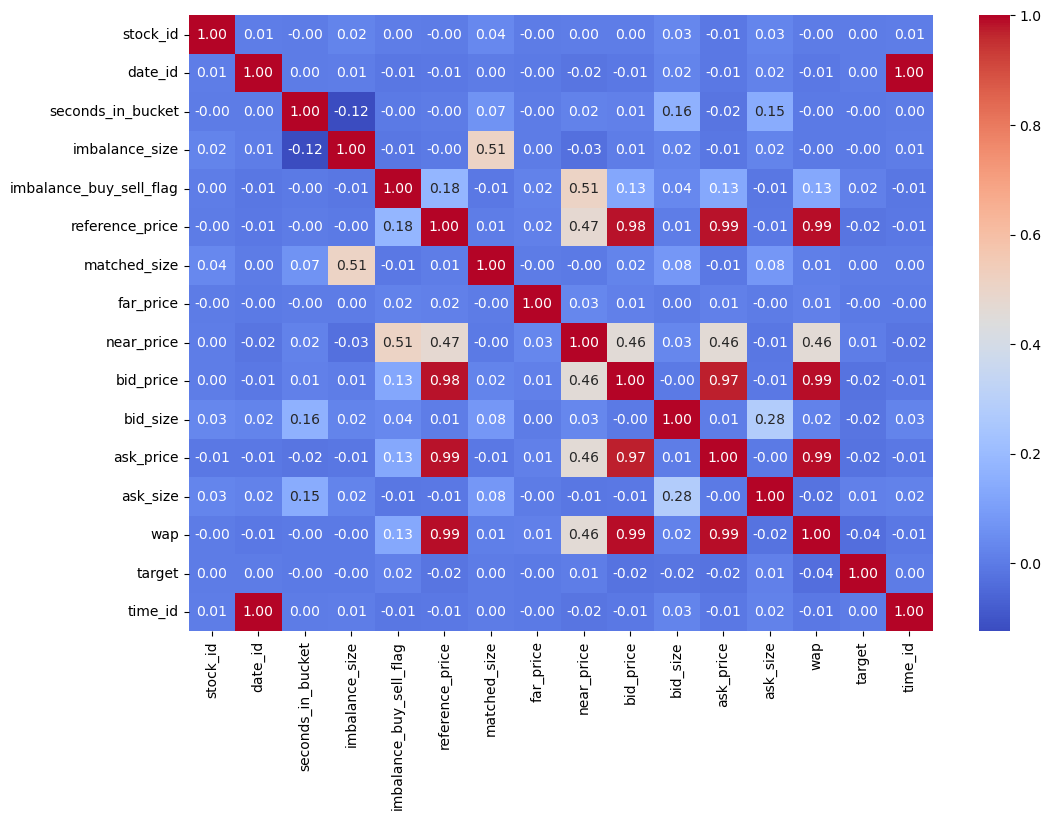 stock_id 1.00 0.01 -0.00 0.02 0.00 -0.00 0.04 -0.00 0.00 0.00 0.03 -0.01 0.03 -0.00 0.00 0.01
date_id 0.01 1.00 0.00 0.01 -0.01 -0.01 0.00 -0.00 -0.02 -0.01 0.02 -0.01 0.02 -0.01 0.00 1.00
seconds_in_bucket -0.00 0.00 1.00 -0.12 -0.00 -0.00 0.07 -0.00 0.02 0.01 0.16 -0.02 0.15 -0.00 -0.00 0.00
imbalance_size 0.02 0.01 -0.12 1.00 -0.01 -0.00 0.51 0.00 -0.03 0.01 0.02 -0.01 0.02 -0.00 -0.00 0.01
imbalance_buy_sell_flag 0.00 -0.01 -0.00 -0.01 1.00 0.18 -0.01 0.02 0.51 0.13 0.04 0.13 -0.01 0.13 0.02 -0.01
reference_price -0.00 -0.01 -0.00 -0.00 0.18 1.00 0.01 0.02 0.47 0.98 0.01 0.99 -0.01 0.99 -0.02 -0.01
matched_size 0.04 0.00 0.07 0.51 -0.01 0.01 1.00 -0.00 -0.00 0.02 0.08 -0.01 0.08 0.01 0.00 0.00
far_price -0.00 -0.00 -0.00 0.00 0.02 0.02 -0.00 1.00 0.03 0.01 0.00 0.01 -0.00 0.01 -0.00 -0.00
near_price 0.00 -0.02 0.02 -0.03 0.51 0.47 -0.00 0.03 1.00 0.46 0.03 0.46 -0.01 0.46 0.01 -0.02
bid_price 0.00 -0.01 0.01 0.01 0.13 0.98 0.02 0.01 0.46 1.00 -0.00 0.97 -0.01 0.99 -0.02 -0.01
bid_size 0.03 0.02 0.16 0.02 0.04 0.01 0.08 0.00 0.03 -0.00 1.00 0.01 0.28 0.02 -0.02 0.03
ask_price -0.01 -0.01 -0.02 -0.01 0.13 0.99 -0.01 0.01 0.46 0.97 0.01 1.00 -0.00 0.99 -0.02 -0.01
ask_size 0.03 0.02 0.15 0.02 -0.01 -0.01 0.08 -0.00 -0.01 -0.01 0.28 -0.00 1.00 -0.02 0.01 0.02
wap -0.00 -0.01 -0.00 -0.00 0.13 0.99 0.01 0.01 0.46 0.99 0.02 0.99 -0.02 1.00 -0.04 -0.01
target 0.00 0.00 -0.00 -0.00 0.02 -0.02 0.00 -0.00 0.01 -0.02 -0.02 -0.02 0.01 -0.04 1.00 0.00
time_id 0.01 1.00 0.00 0.01 -0.01 -0.01 0.00 -0.00 -0.02 -0.01 0.03 -0.01 0.02 -0.01 0.00 1.00
stock_id
date_id
seconds_in_bucket
imbalance_size
imbalance_buy_sell_flag
reference_price
matched_size
far_price
near_price
bid_price
bid_size
ask_price
ask_size
wap
target
time_id
1.0
0.8
0.6
0.4
0.2
0.0